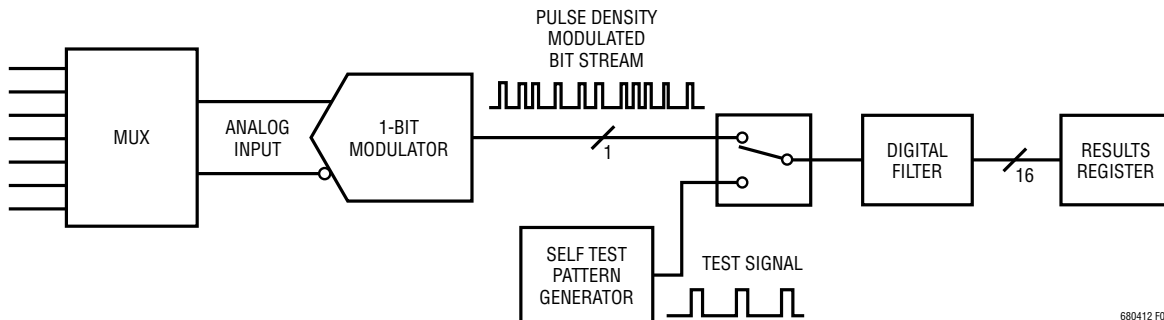 PULSE DENSITY
MODULATED
BIT STREAM
MUX
ANALOG
INPUT
1-BIT
MODULATOR
1
DIGITAL
FILTER
16
RESULTS
REGISTER
SELF TEST
PATTERN
GENERATOR
TEST SIGNAL